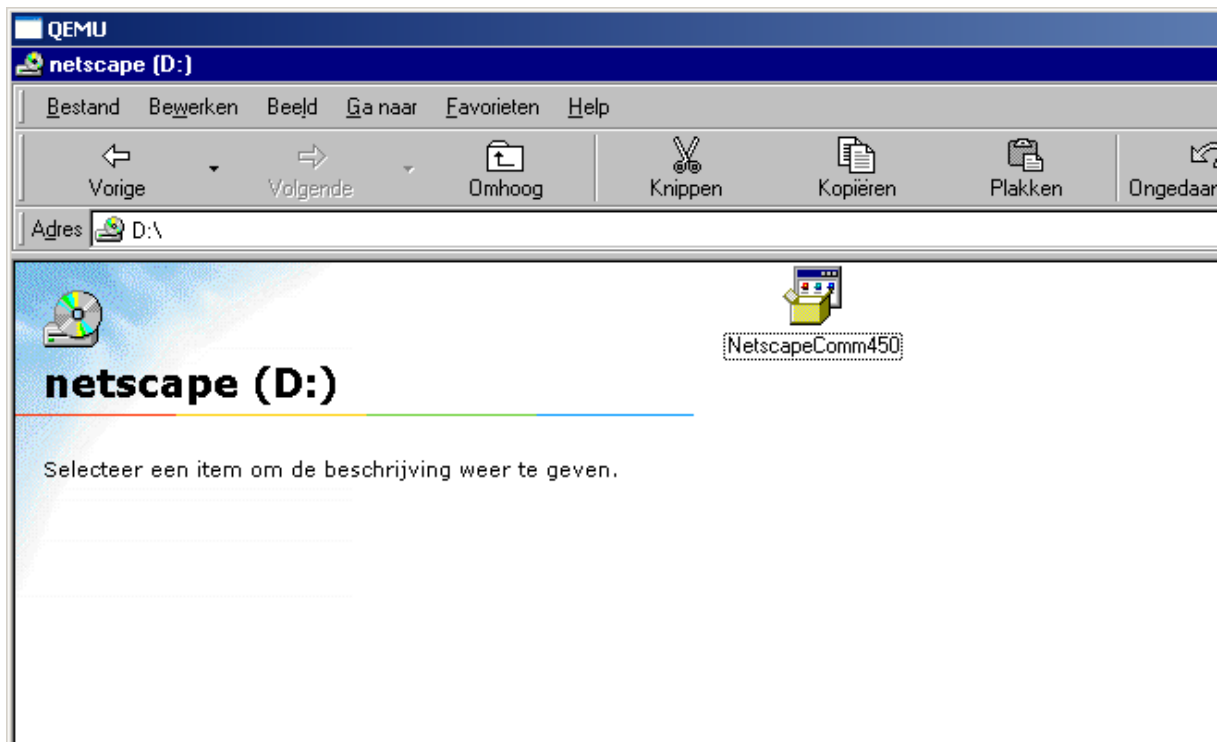 QEMU
netscape (D:)
Bestand Bewerken Beeld Ga naar Favorieten Help
Vorige Volgende Omhoog Knippen Kopiëren Plakken Ongedaan
Adres D:\
NetscapeComm450
netscape (D:)
Selecteer een item om de beschrijving weer te geven.